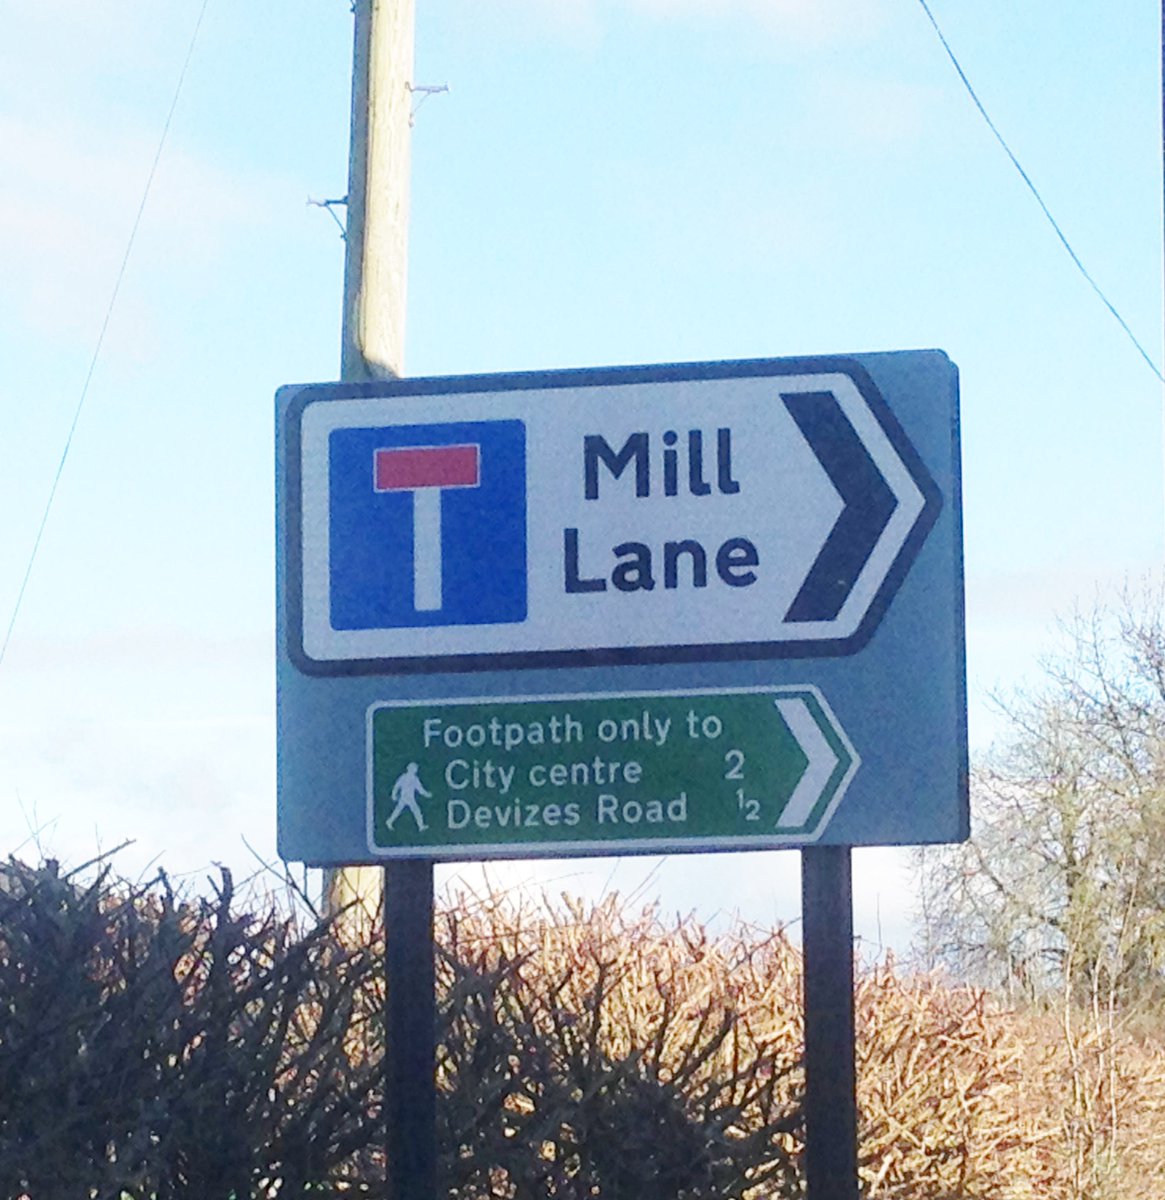 Mill
Lane
Footpath only to
City centre 2
Devizes Road ½